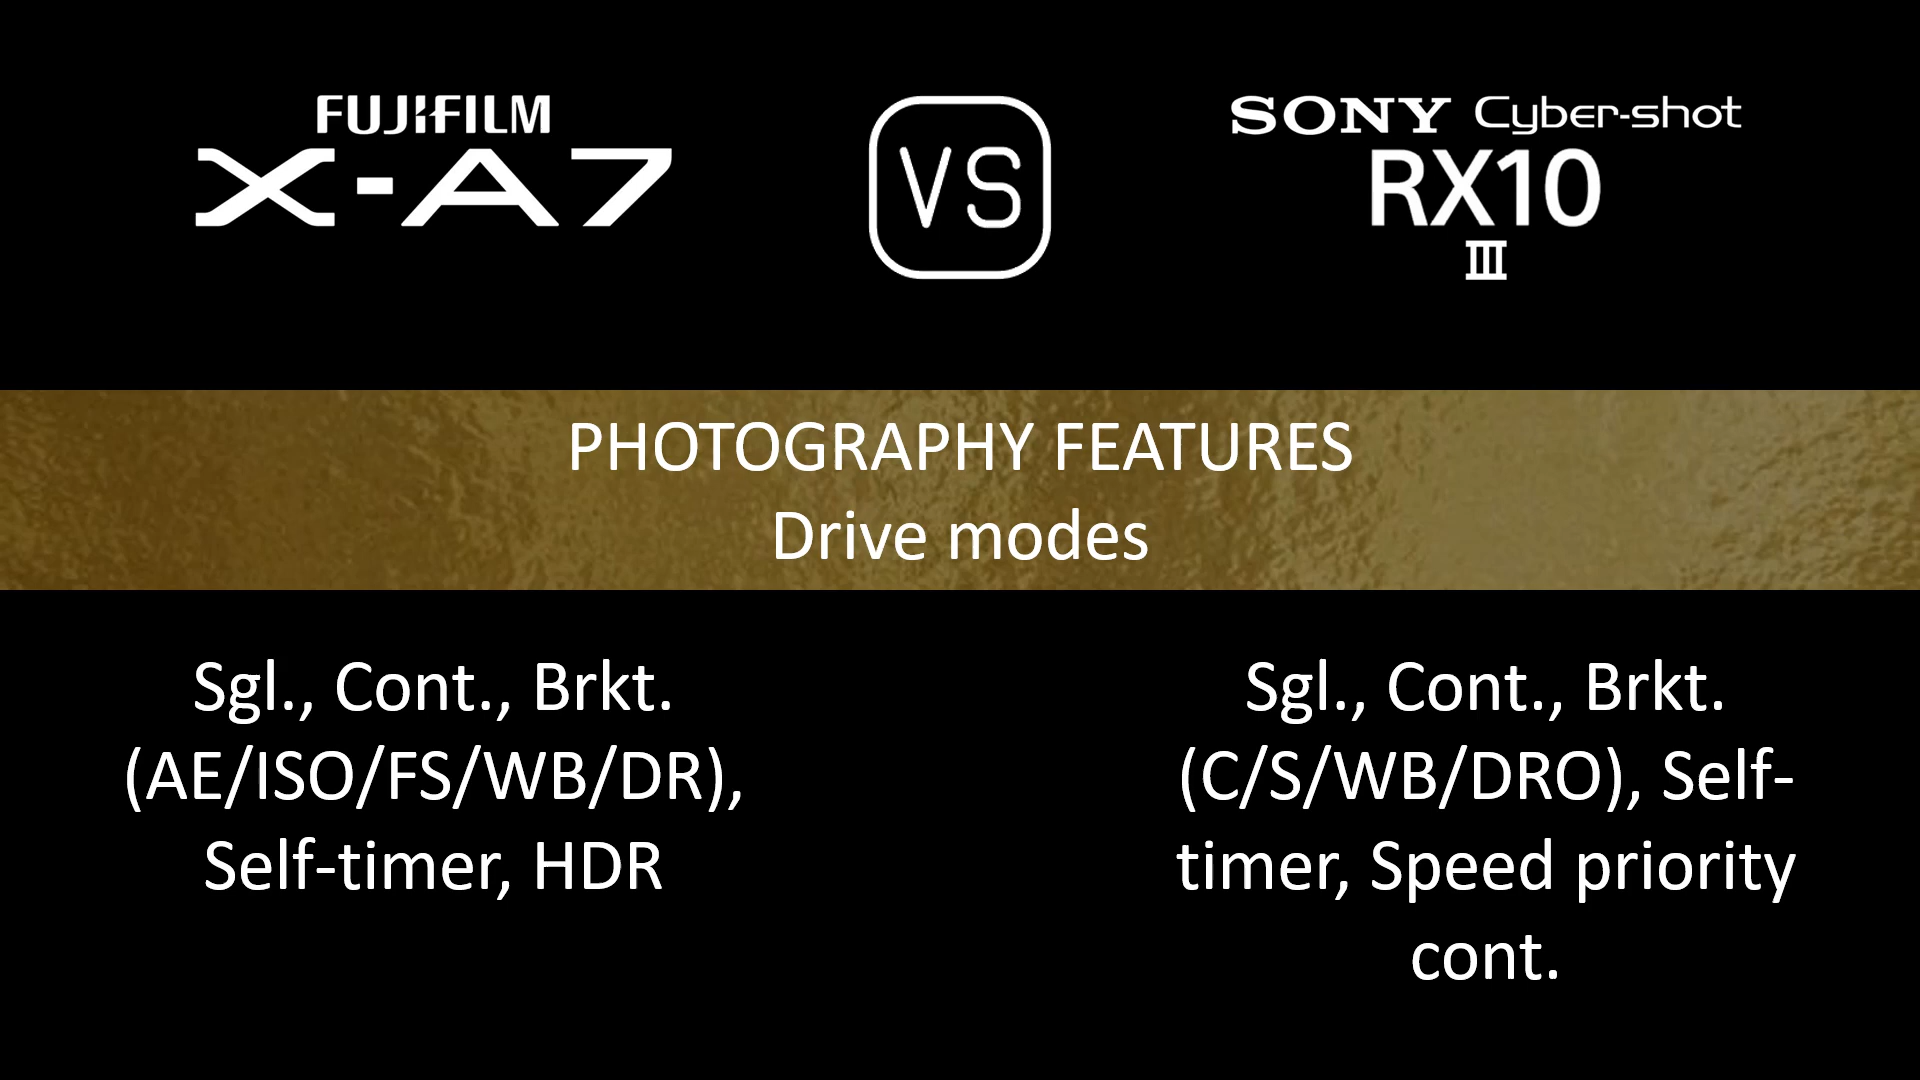 FUJIFILM
X-A7
VS
SONY Cyber-shot
RX10
III
PHOTOGRAPHY FEATURES
Drive modes
Sgl., Cont., Brkt.
(AE/ISO/FS/WB/DR),
Self-timer, HDR
Sgl., Cont., Brkt.
(C/S/WB/DRO), Self-
timer, Speed priority
cont.